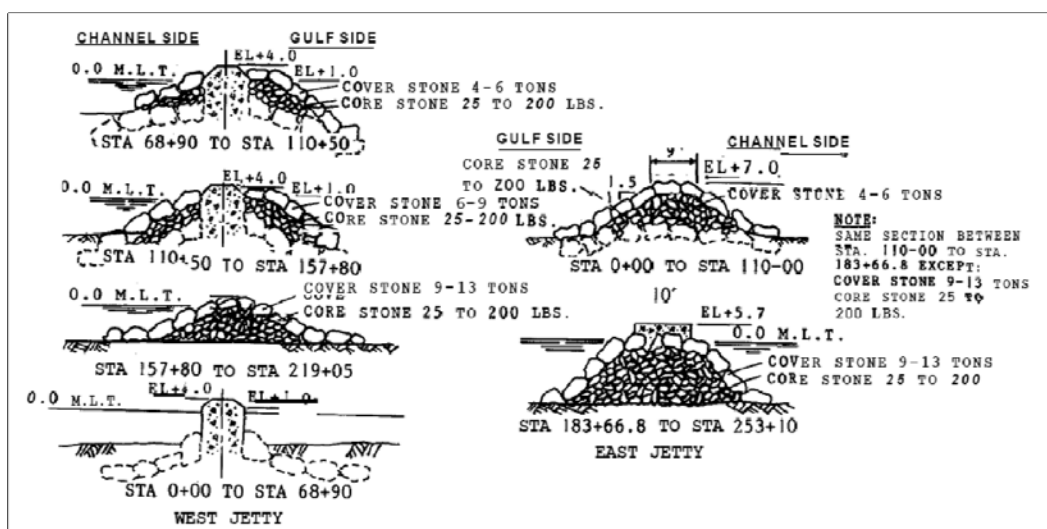 CHANNEL SIDE GULF SIDE
EL+4.0
0.0 M.L.T. EL+1.0
COVER STONE 4-6 TONS
CORE STONE 25 TO 200 LBS.
STA 68+90 TO STA 110+50
EL+4.0
0.0 M.L.T. EL+1.0
COVER STONE 6-9 TONS
CORE STONE 25-200 LBS.
STA 110+50 TO STA 157+80
0.0 M.L.T. COVER STONE 9-13 TONS
CORE STONE 25 TO 200 LBS.
STA 157+80 TO STA 219+05
EL+4.0
0.0 M.L.T. EL+1.0
STA 0+00 TO STA 68+90
WEST JETTY
GULF SIDE CHANNEL SIDE
CORE STONE 25
TO 200 LBS.
9'
EL+7.0
1.5
COVER STONE 4-6 TONS
STA 0+00 TO STA 110-00
NOTE:
SAME SECTION BETWEEN
STA. 110-00 TO STA.
183+66.8 EXCEPT:
COVER STONE 9-13 TONS
CORE STONE 25 TO
200 LBS.
10'
EL+5.7
0.0 M.L.T.
COVER STONE 9-13 TONS
CORE STONE 25 TO 200
STA 183+66.8 TO STA 253+10
EAST JETTY